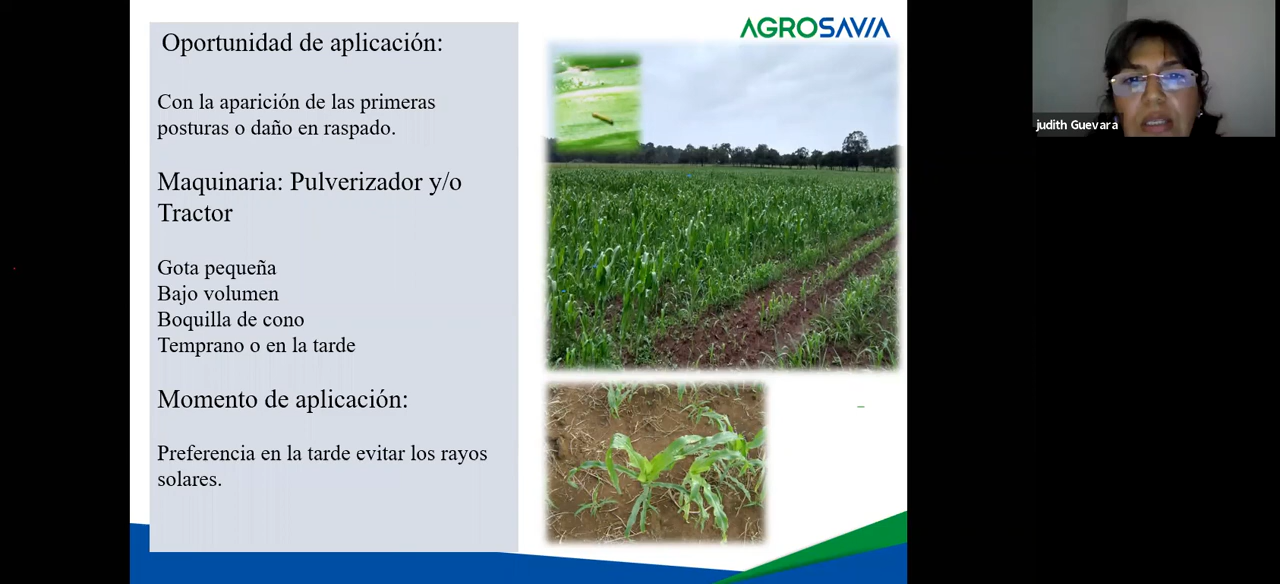 Oportunidad de aplicación:
Con la aparición de las primeras
posturas o daño en raspado.
Maquinaria: Pulverizador y/o
Tractor
Gota pequeña
Bajo volumen
Boquilla de cono
Temprano o en la tarde
Momento de aplicación:
Preferencia en la tarde evitar los rayos
solares.
AGROSAVIA
judith Guevara